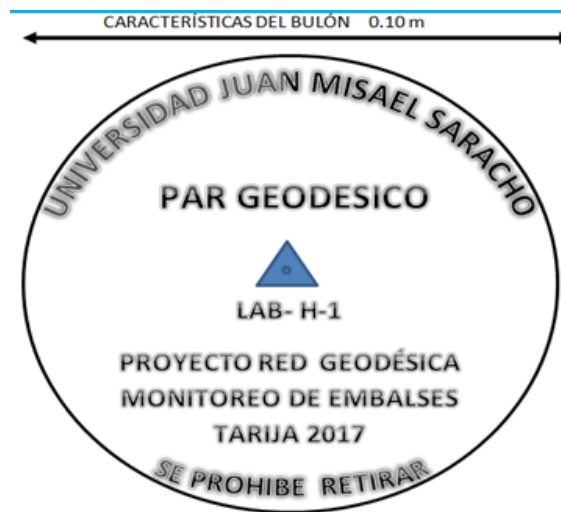 CARACTERÍSTICAS DEL BULÓN 0.10 m
UNIVERSIDAD JUAN MISAEL SARACHO
PAR GEODESICO
LAB- H-1
PROYECTO RED GEODÉSICA
MONITOREO DE EMBALSES
TARIJA 2017
SE PROHIBE RETIRAR